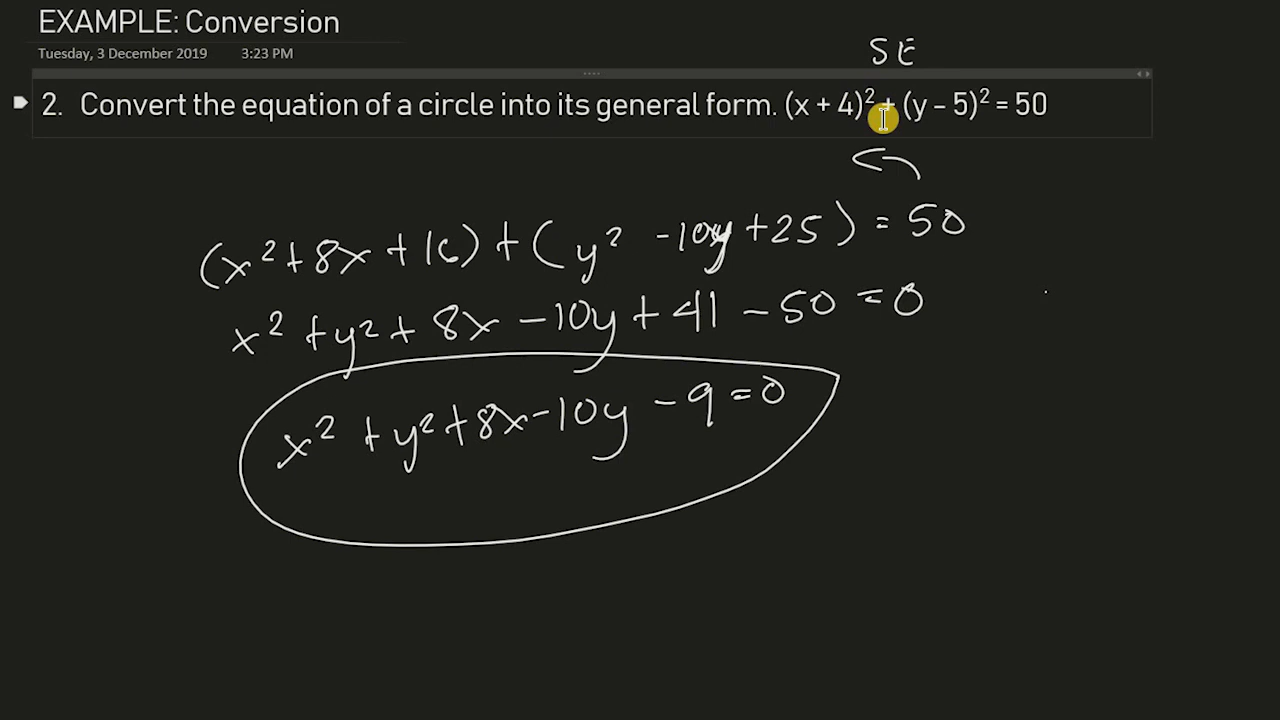 EXAMPLE: Conversion
Tuesday, 3 December 2019 3:23 PM
SE
2. Convert the equation of a circle into its general form. (x + 4)² + (y – 5)² = 50
(x² + 8x + 16) + (y² - 10y + 25) = 50
x² + y² + 8x - 10y + 41 - 50 = 0
x² + y² + 8x - 10y - 9 = 0